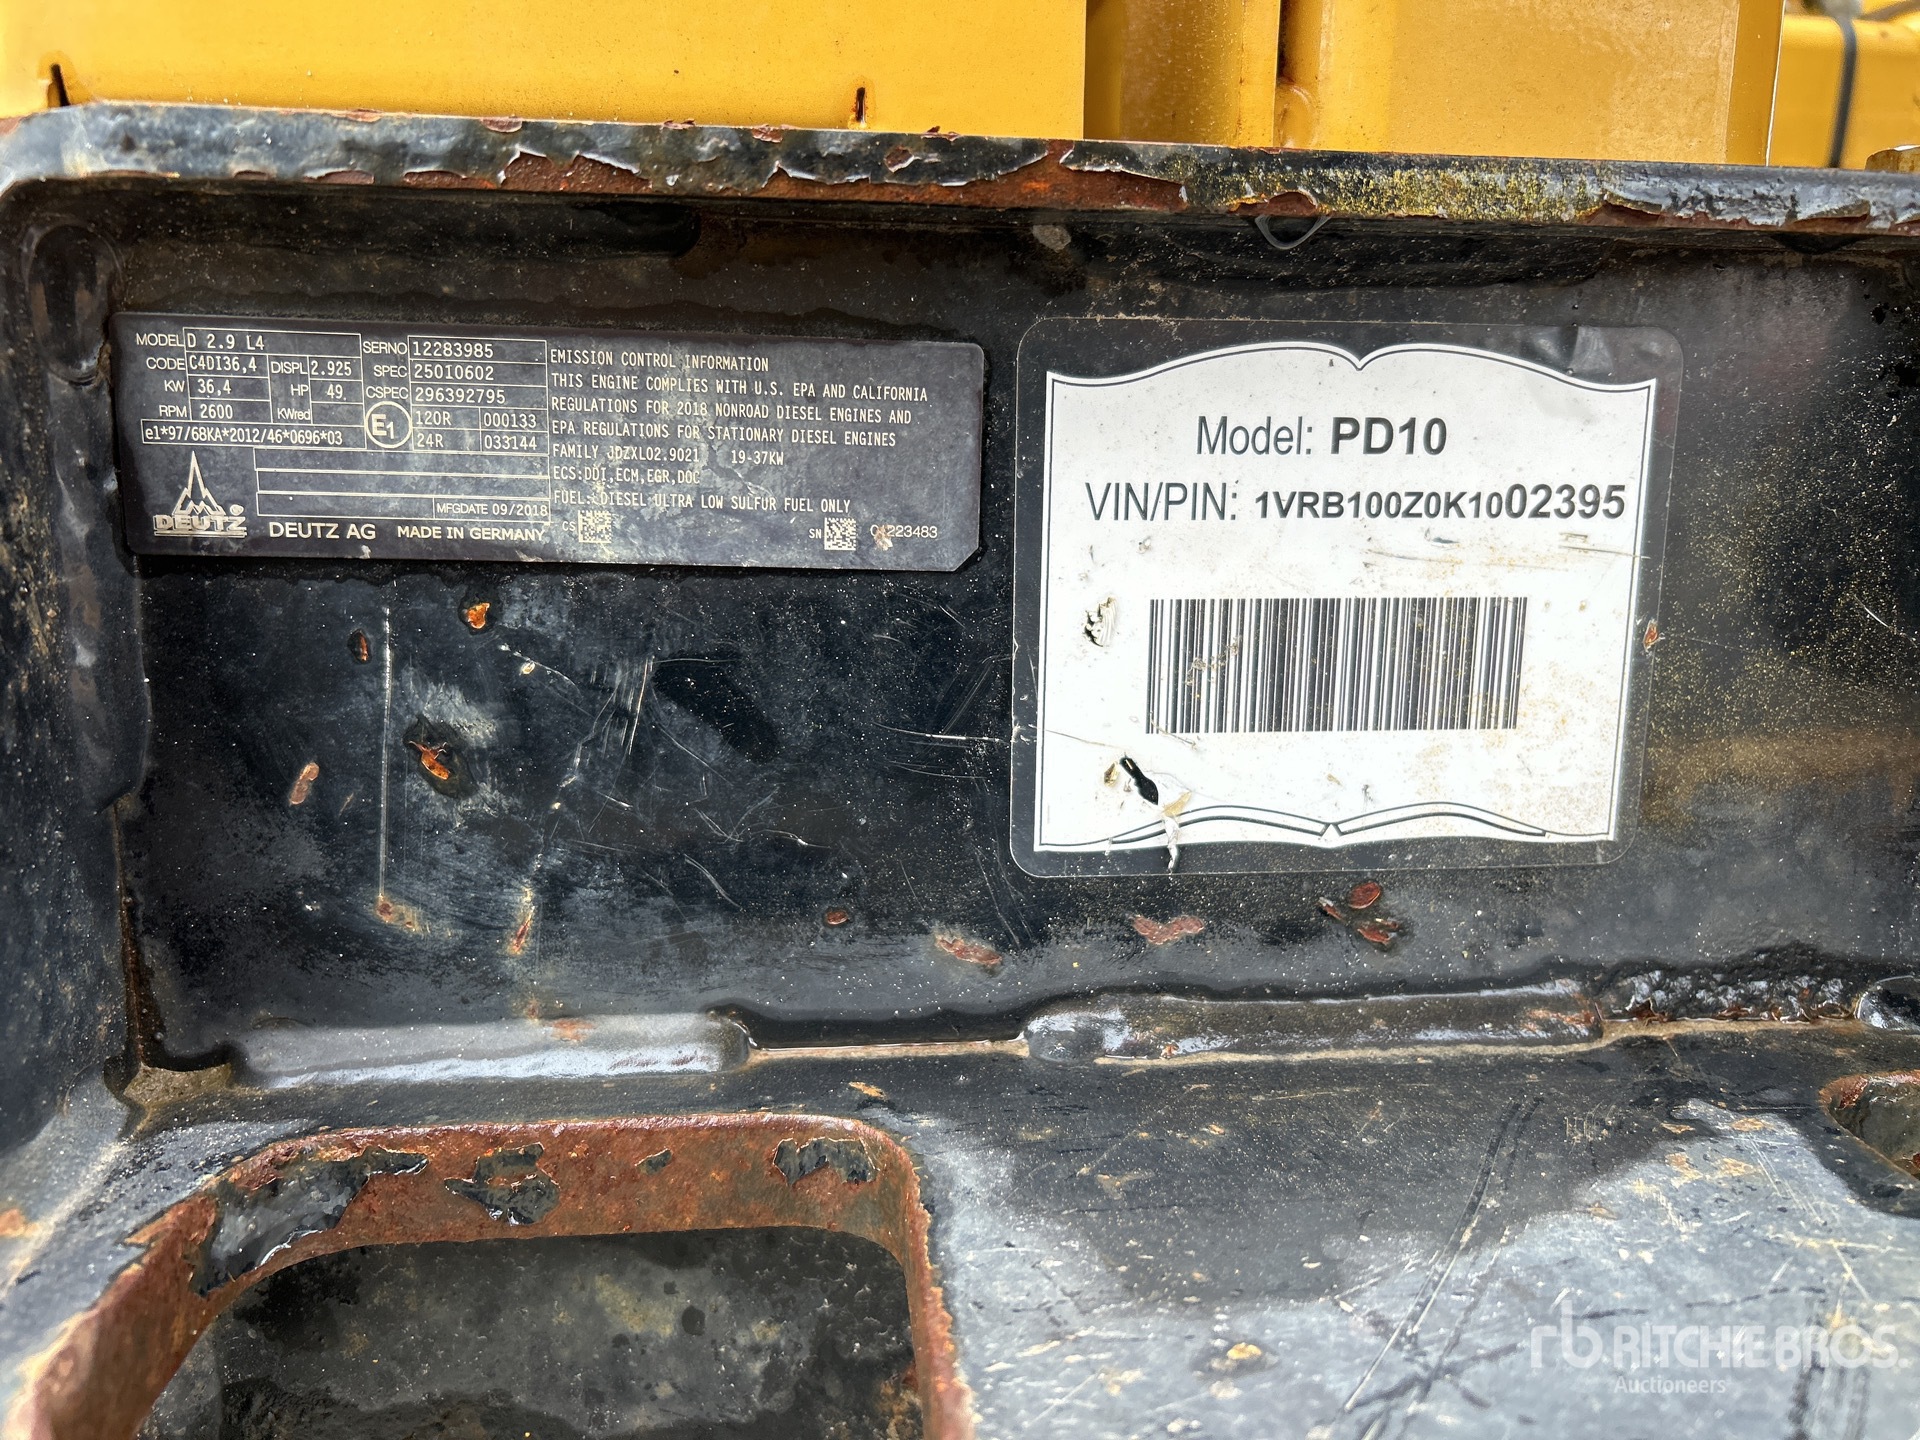 MODEL D 2.9 L4
CODE C4DI36,4 DISPL 2.925
KW 36,4 HP 49.
RPM 2600 KWred
e1*97/68KA*2012/46*0696*03
SERNO 12283985
SPEC 25010602
CSPEC 296392795
E1 120R 000133
24R 033144
MFGDATE 09/2018
DEUTZ
DEUTZ AG MADE IN GERMANY
EMISSION CONTROL INFORMATION
THIS ENGINE COMPLIES WITH U.S. EPA AND CALIFORNIA
REGULATIONS FOR 2018 NONROAD DIESEL ENGINES AND
EPA REGULATIONS FOR STATIONARY DIESEL ENGINES
FAMILY JDZXL02.9021 19-37KW
ECS:DDI,ECM,EGR,DOC
FUEL: DIESEL ULTRA LOW SULFUR FUEL ONLY
CS
SN 04223483
Model: PD10
VIN/PIN: 1VRB100Z0K1002395
rb RITCHIE BROS.
Auctioneers